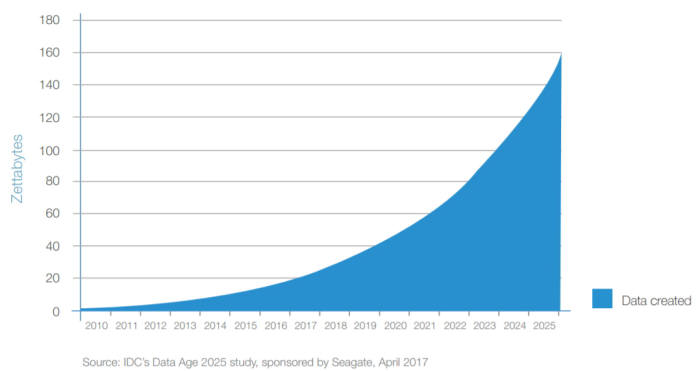 180
160
140
120
100
80
60
40
20
0
Zettabytes
2010 2011 2012 2013 2014 2015 2016 2017 2018 2019 2020 2021 2022 2023 2024 2025
Data created
Source: IDC's Data Age 2025 study, sponsored by Seagate, April 2017